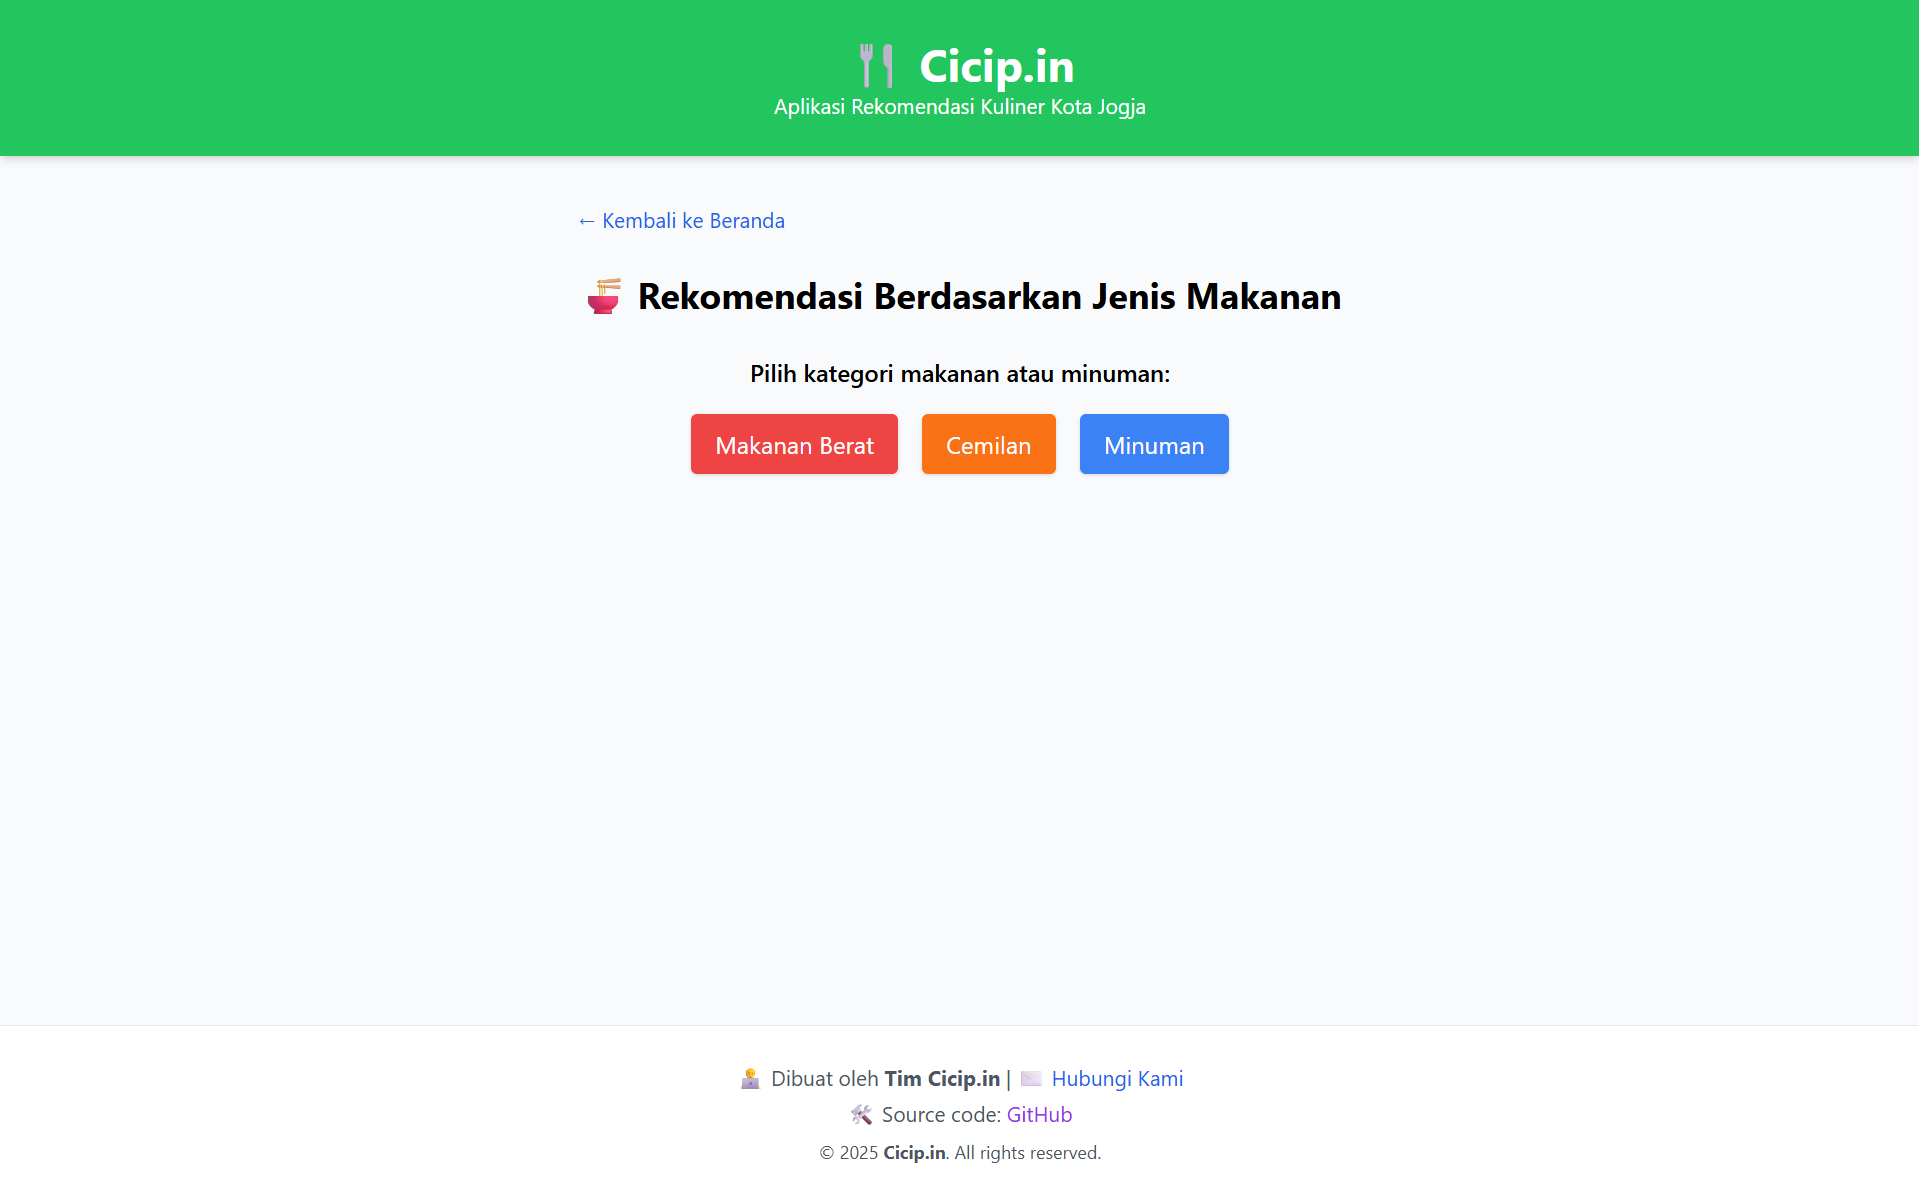 🍴 Cicip.in
Aplikasi Rekomendasi Kuliner Kota Jogja
← Kembali ke Beranda
🍜 Rekomendasi Berdasarkan Jenis Makanan
Pilih kategori makanan atau minuman:
Makanan Berat Cemilan Minuman
🧑‍💻 Dibuat oleh Tim Cicip.in | ✉️ Hubungi Kami
🛠️ Source code: GitHub
© 2025 Cicip.in. All rights reserved.